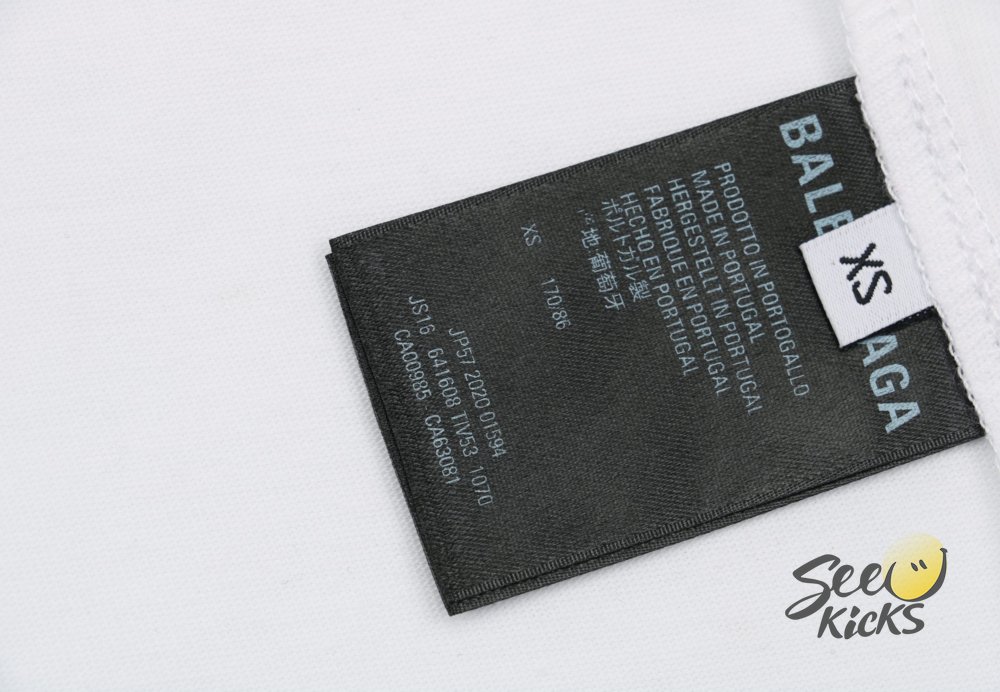 BALE AGA
XS
PRODOTTO IN PORTOGALLO
MADE IN PORTUGAL
HERGESTELLT IN PORTUGAL
FABRIQUE EN PORTUGAL
HECHO EN PORTUGAL
ポルトガル製
产地 葡萄牙
XS 170/86
JP57 2020 01594
JS16 641608 TIV53 1070
CA00985 CA63081
See
KicKS